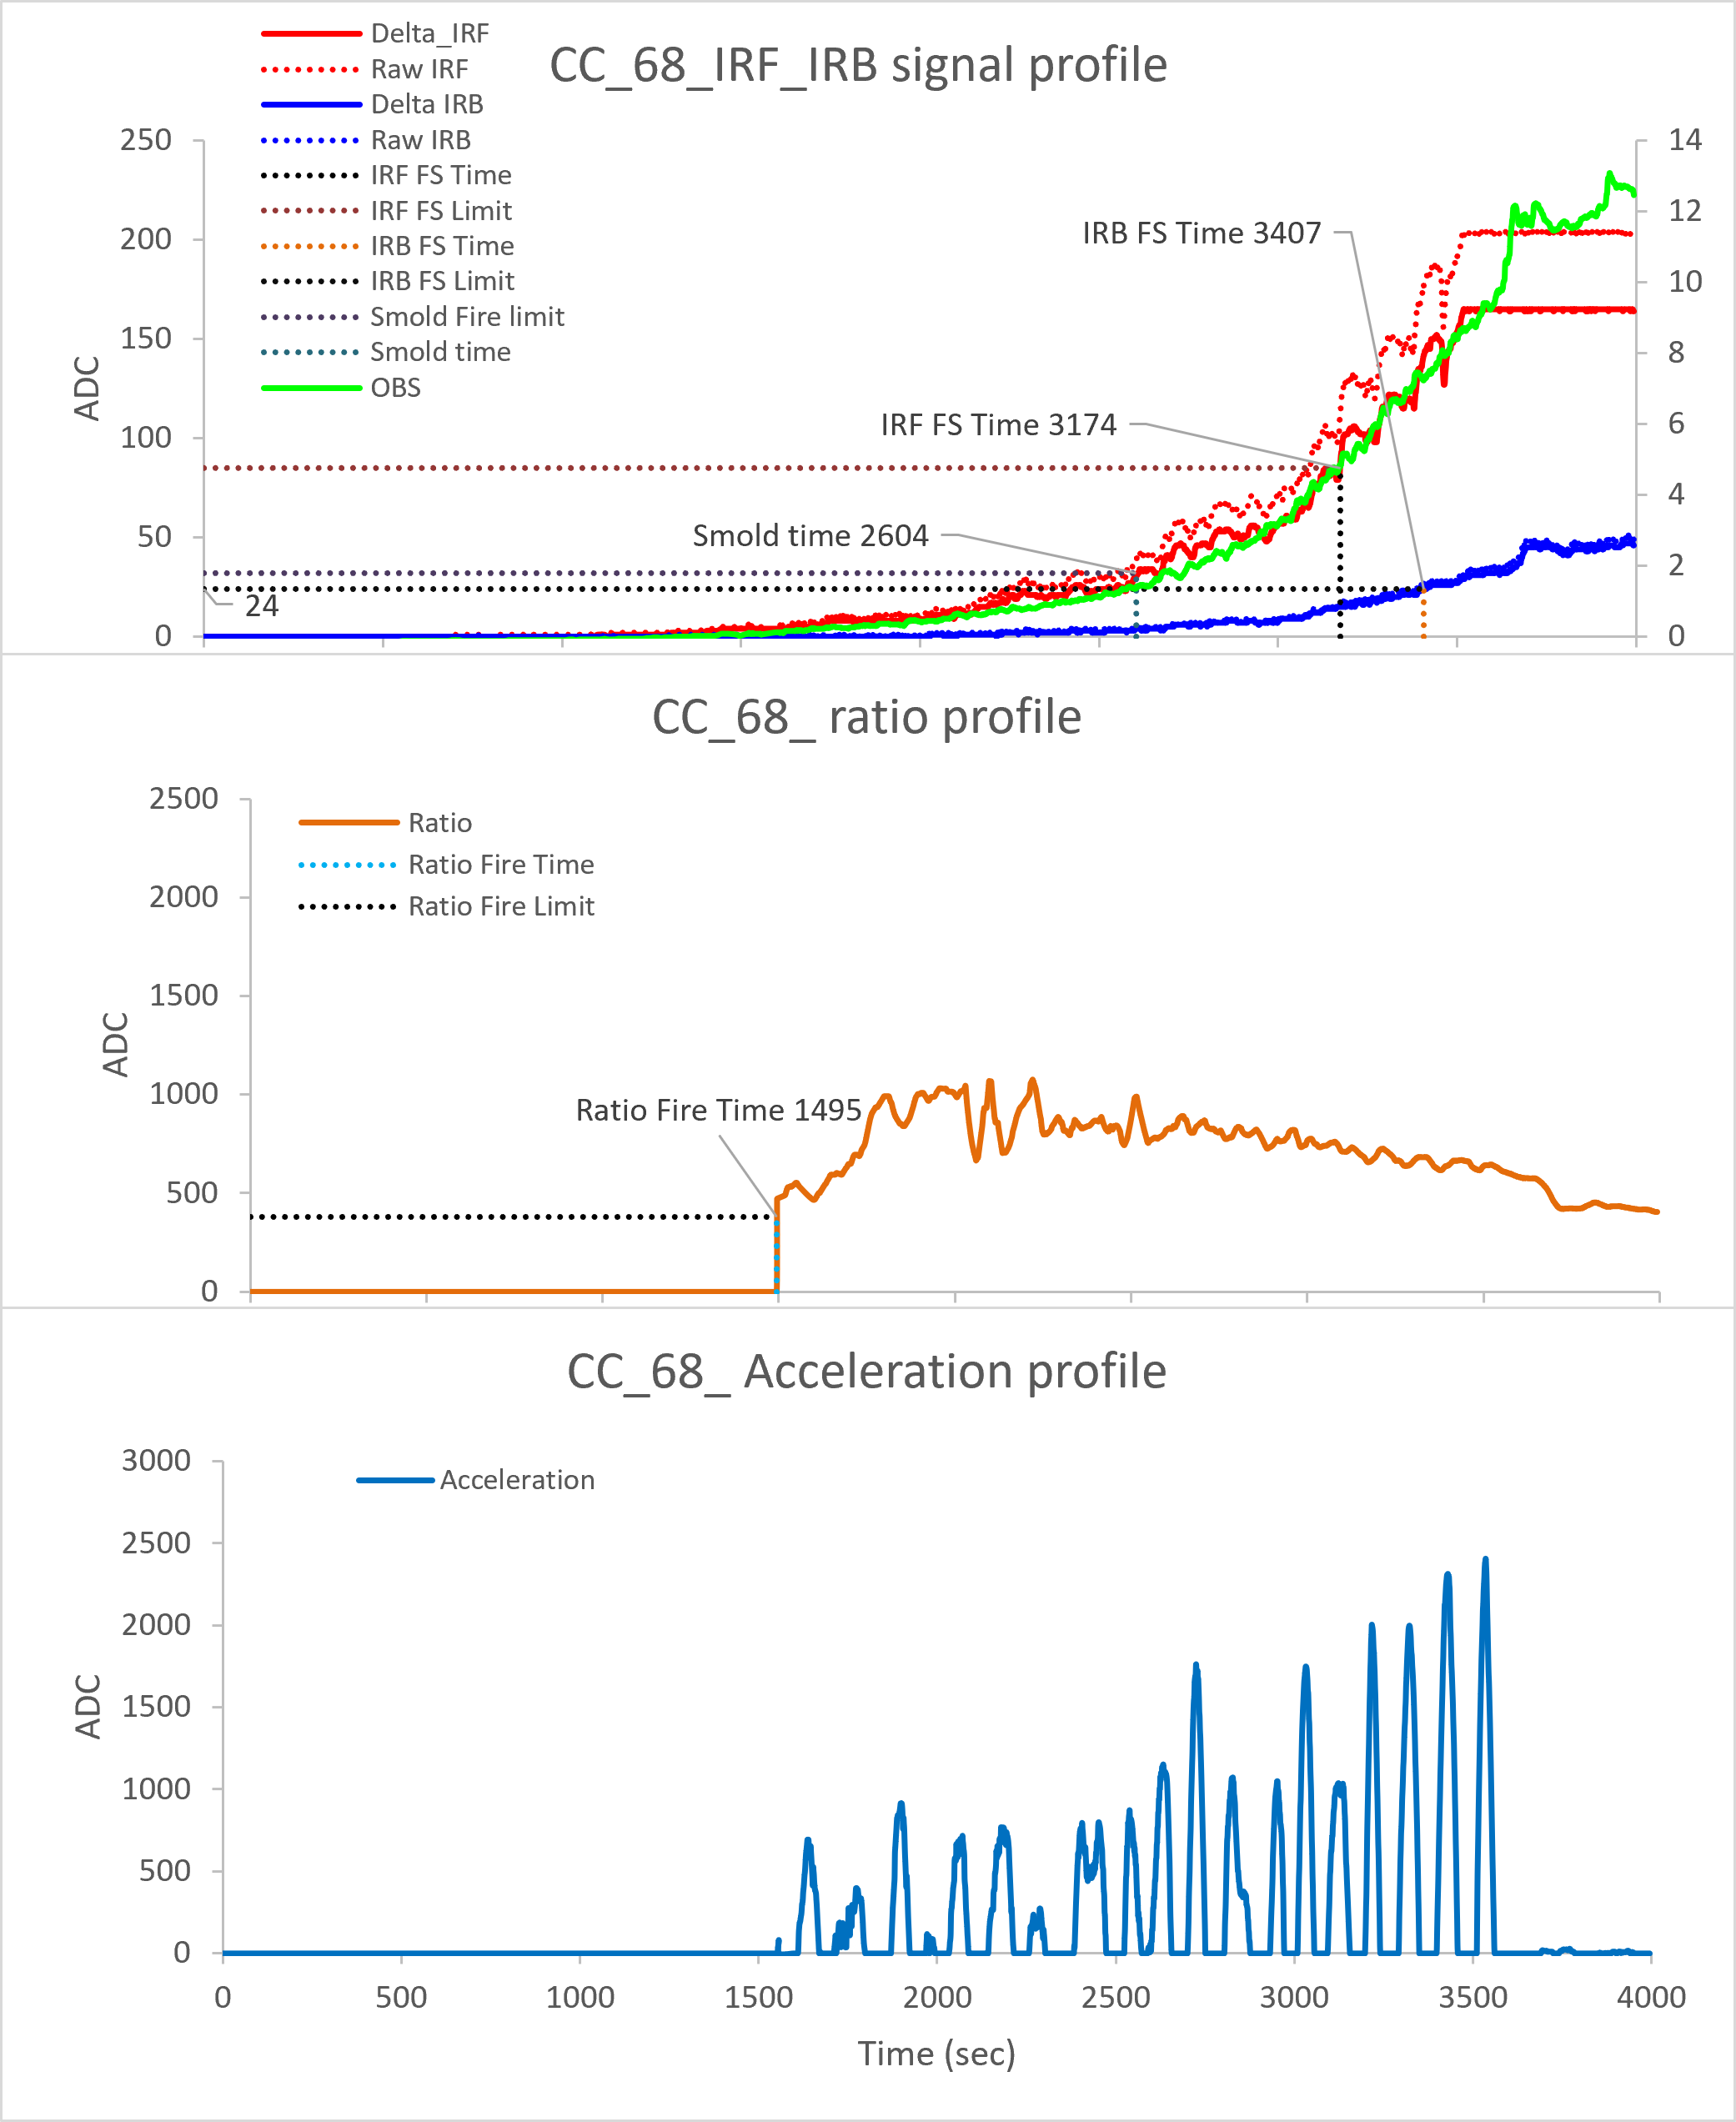 CC_68_IRF_IRB signal profile
Delta_IRF
Raw IRF
Delta IRB
Raw IRB
IRF FS Time
IRF FS Limit
IRB FS Time
IRB FS Limit
Smold Fire limit
Smold time
OBS
250
200
150
100
50
0
ADC
14
12
10
8
6
4
2
0
IRB FS Time 3407
IRF FS Time 3174
Smold time 2604
24
CC_68_ ratio profile
2500
2000
1500
1000
500
0
ADC
Ratio
Ratio Fire Time
Ratio Fire Limit
Ratio Fire Time 1495
CC_68_ Acceleration profile
3000
2500
2000
1500
1000
500
0
ADC
Acceleration
0 500 1000 1500 2000 2500 3000 3500 4000
Time (sec)